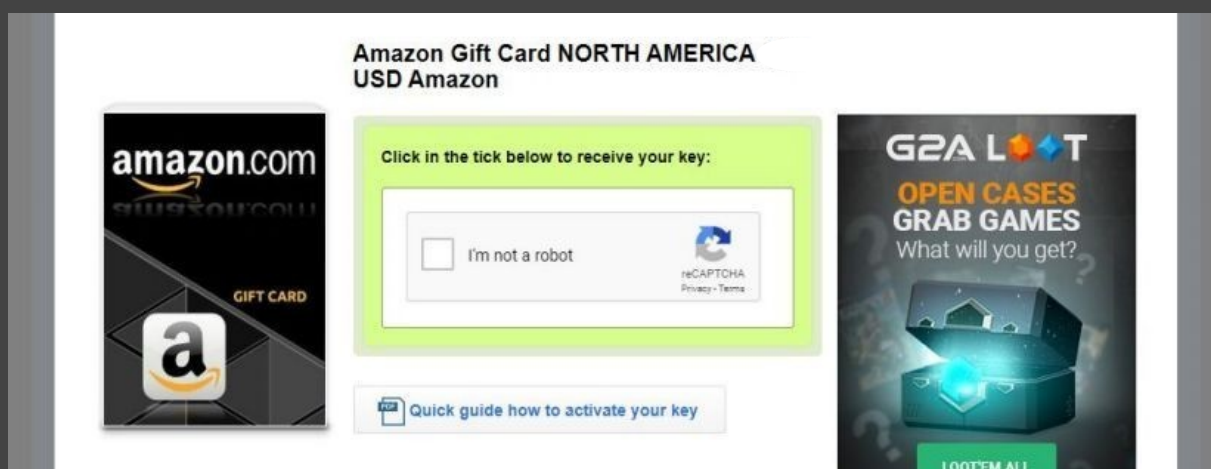 Amazon Gift Card NORTH AMERICA
USD Amazon
amazon.com
GIFT CARD
a
Click in the tick below to receive your key:
I'm not a robot
reCAPTCHA
Privacy - Terms
PDF
Quick guide how to activate your key
G2A LOOT
.COM
OPEN CASES
GRAB GAMES
What will you get?
LOOT'EM ALL